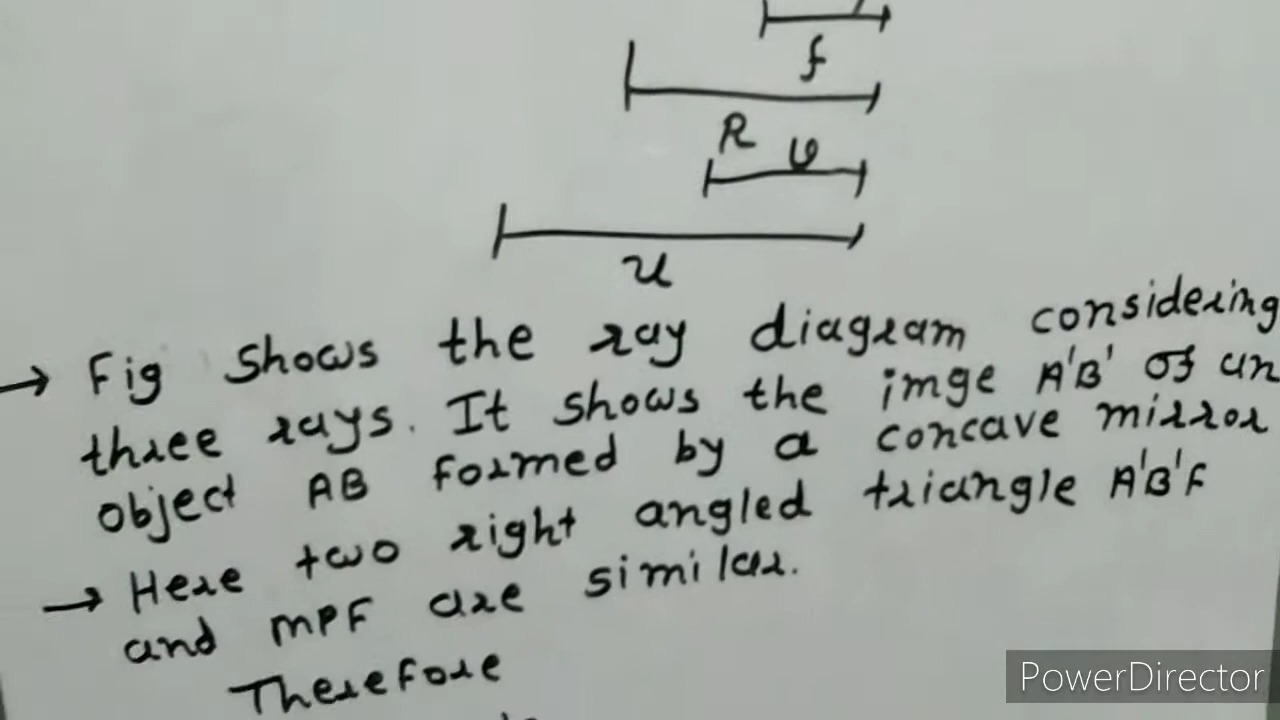 f
R
v
u
→ Fig shows the ray diagram considering
three rays. It shows the imge A'B' of an
object AB formed by a concave mirror
→ Here two right angled triangle A'B'F
and MPF are similar.
Therefore
PowerDirector